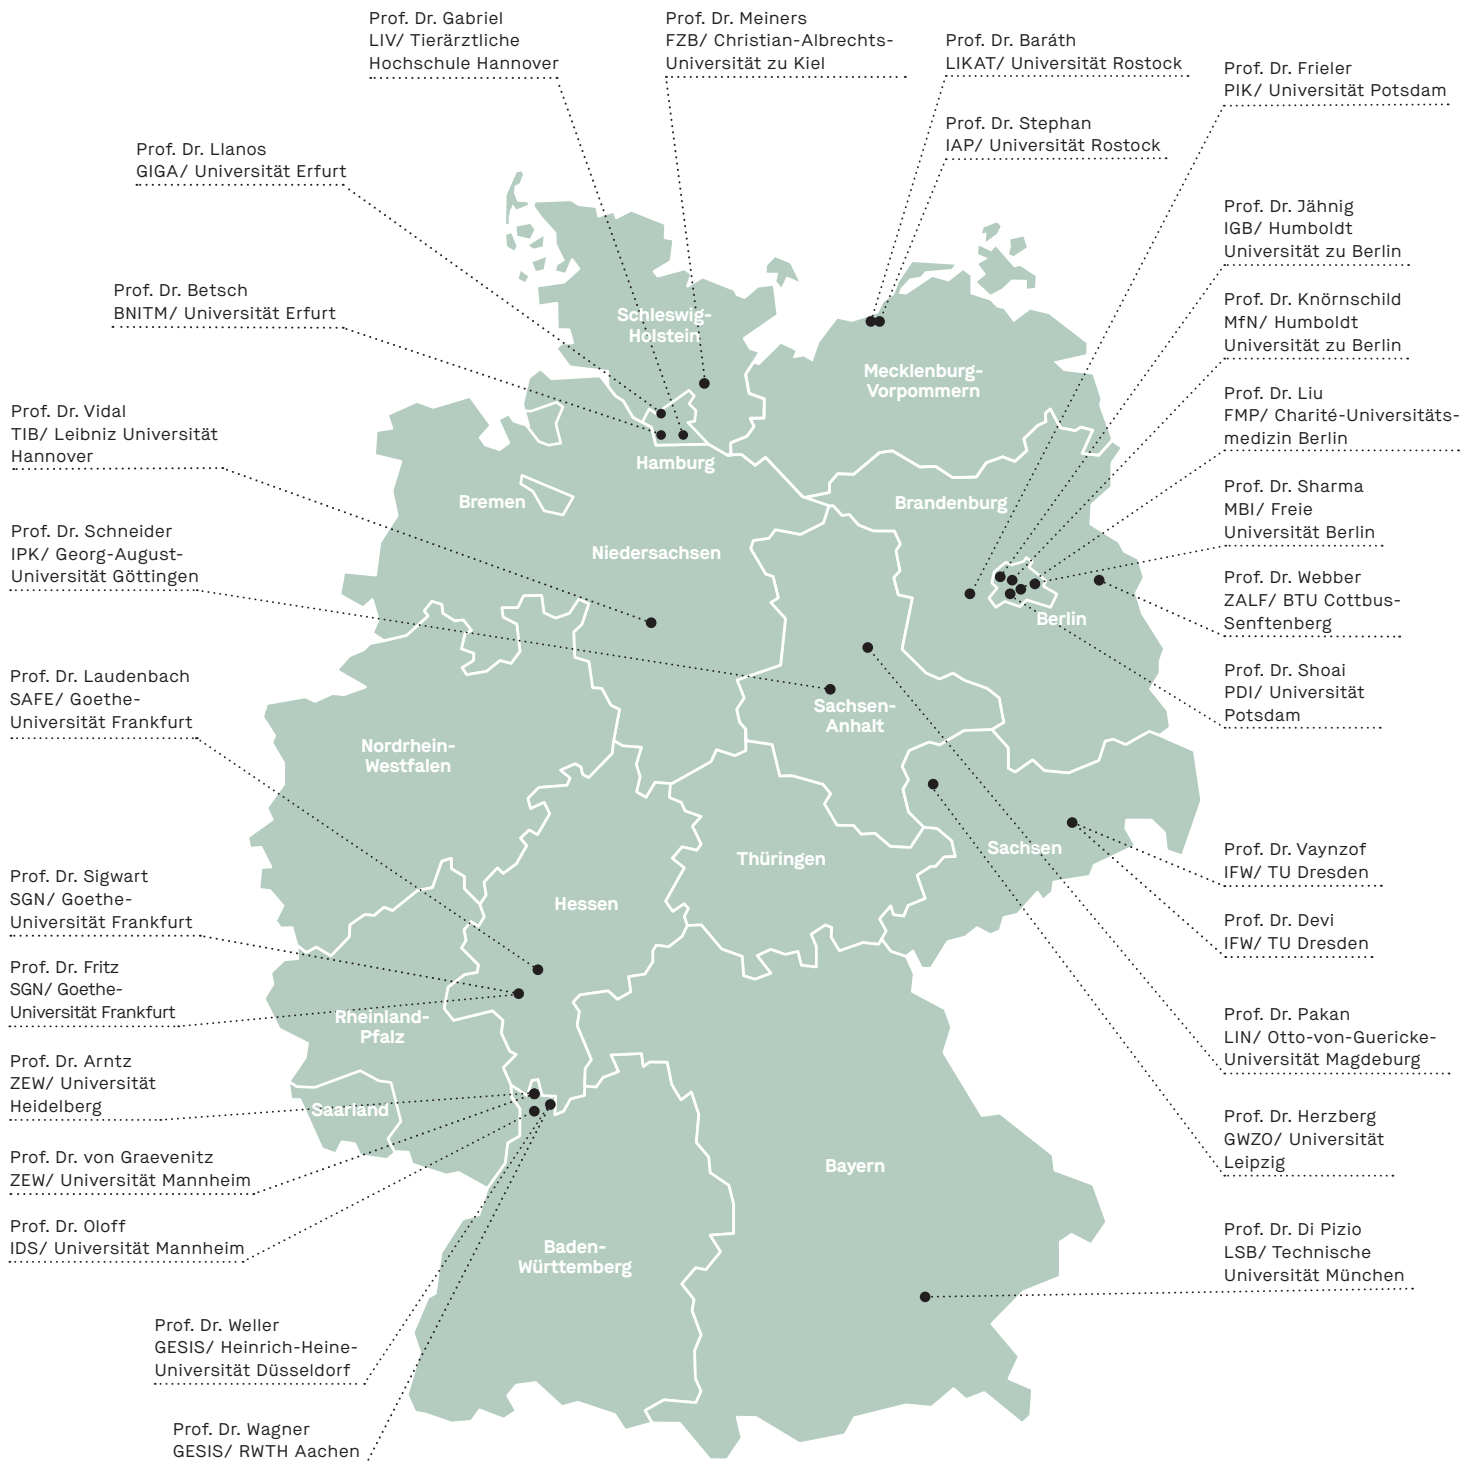 Prof. Dr. Gabriel
LIV/ Tierärztliche
Hochschule Hannover
Prof. Dr. Meiners
FZB/ Christian-Albrechts-
Universität zu Kiel
Prof. Dr. Baráth
LIKAT/ Universität Rostock
Prof. Dr. Frieler
PIK/ Universität Potsdam
Prof. Dr. Stephan
IAP/ Universität Rostock
Prof. Dr. Llanos
GIGA/ Universität Erfurt
Prof. Dr. Jähnig
IGB/ Humboldt
Universität zu Berlin
Prof. Dr. Betsch
BNITM/ Universität Erfurt
Prof. Dr. Knörnschild
MfN/ Humboldt
Universität zu Berlin
Prof. Dr. Liu
FMP/ Charité-Universitäts-
medizin Berlin
Prof. Dr. Vidal
TIB/ Leibniz Universität
Hannover
Prof. Dr. Sharma
MBI/ Freie
Universität Berlin
Prof. Dr. Schneider
IPK/ Georg-August-
Universität Göttingen
Prof. Dr. Webber
ZALF/ BTU Cottbus-
Senftenberg
Prof. Dr. Laudenbach
SAFE/ Goethe-
Universität Frankfurt
Prof. Dr. Shoai
PDI/ Universität
Potsdam
Prof. Dr. Vaynzof
IFW/ TU Dresden
Prof. Dr. Sigwart
SGN/ Goethe-
Universität Frankfurt
Prof. Dr. Devi
IFW/ TU Dresden
Prof. Dr. Fritz
SGN/ Goethe-
Universität Frankfurt
Prof. Dr. Pakan
LIN/ Otto-von-Guericke-
Universität Magdeburg
Prof. Dr. Arntz
ZEW/ Universität
Heidelberg
Prof. Dr. Herzberg
GWZO/ Universität
Leipzig
Prof. Dr. von Graevenitz
ZEW/ Universität Mannheim
Prof. Dr. Oloff
IDS/ Universität Mannheim
Prof. Dr. Di Pizio
LSB/ Technische
Universität München
Prof. Dr. Weller
GESIS/ Heinrich-Heine-
Universität Düsseldorf
Prof. Dr. Wagner
GESIS/ RWTH Aachen
Schleswig-
Holstein
Mecklenburg-
Vorpommern
Hamburg
Bremen
Brandenburg
Niedersachsen
Berlin
Sachsen-
Anhalt
Nordrhein-
Westfalen
Sachsen
Thüringen
Hessen
Rheinland-
Pfalz
Saarland
Bayern
Baden-
Württemberg